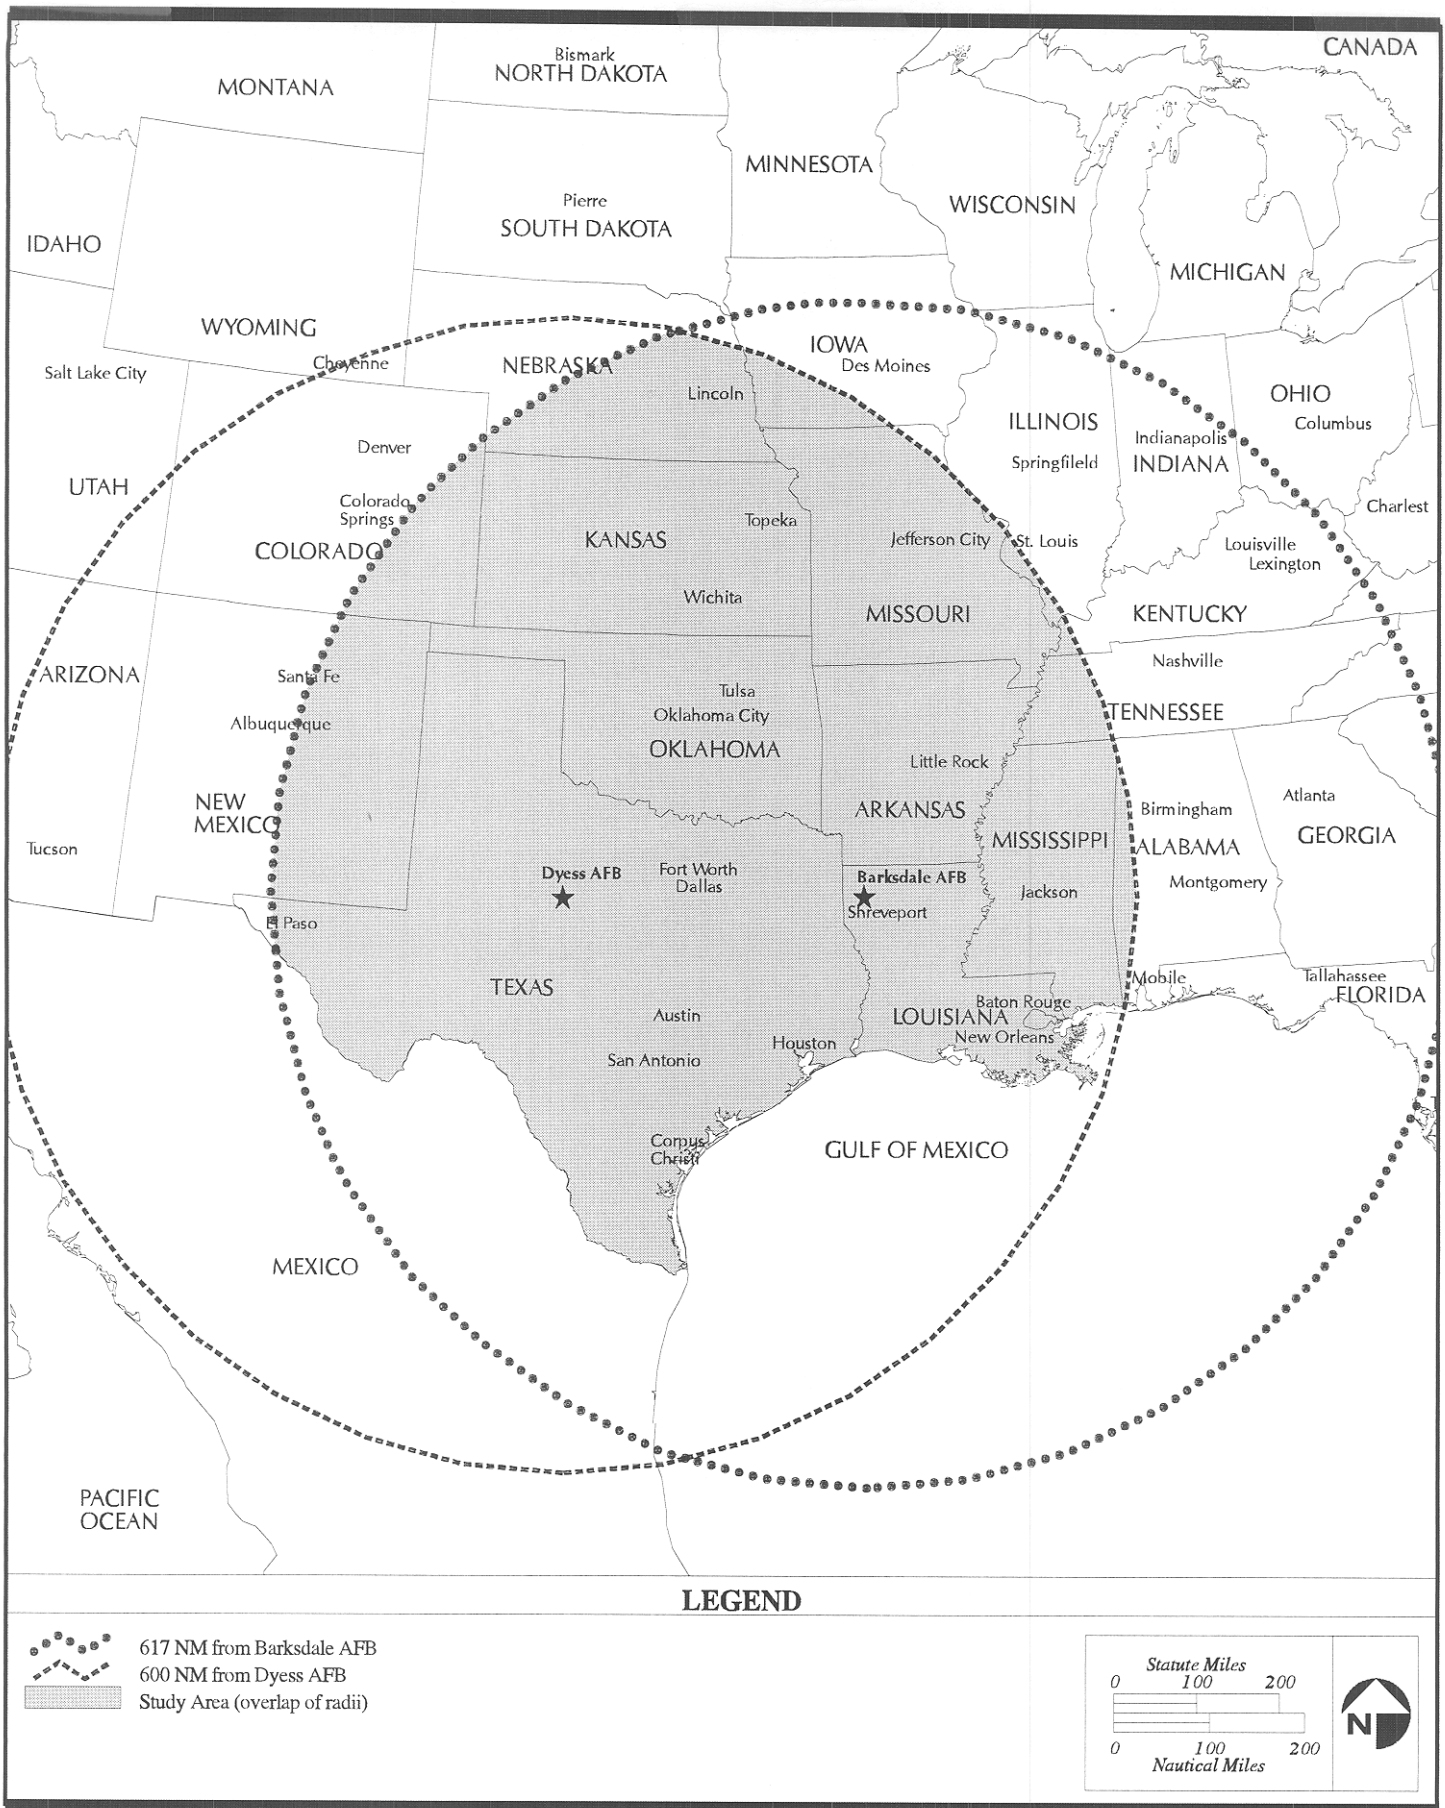 CANADA
Bismark
NORTH DAKOTA
MONTANA
MINNESOTA
Pierre
SOUTH DAKOTA
WISCONSIN
IDAHO
MICHIGAN
WYOMING
Cheyenne
NEBRASKA
IOWA
Des Moines
Salt Lake City
Lincoln
OHIO
Columbus
ILLINOIS
Indianapolis
INDIANA
Denver
Springfileld
UTAH
Colorado
Springs
Charlest
COLORADO
KANSAS
Topeka
Jefferson City
St. Louis
Louisville
Lexington
Wichita
MISSOURI
KENTUCKY
ARIZONA
Santa Fe
Nashville
Tulsa
Oklahoma City
OKLAHOMA
Albuquerque
TENNESSEE
Little Rock
NEW
MEXICO
ARKANSAS
Birmingham
Atlanta
MISSISSIPPI
ALABAMA
GEORGIA
Tucson
Dyess AFB
Fort Worth
Dallas
Barksdale AFB
Shreveport
Jackson
Montgomery
El Paso
TEXAS
Mobile
Tallahassee
FLORIDA
Austin
Baton Rouge
LOUISIANA
New Orleans
Houston
San Antonio
Corpus
Christi
GULF OF MEXICO
MEXICO
PACIFIC
OCEAN
LEGEND
617 NM from Barksdale AFB
600 NM from Dyess AFB
Study Area (overlap of radii)
Statute Miles
0 100 200
0 100 200
Nautical Miles
N